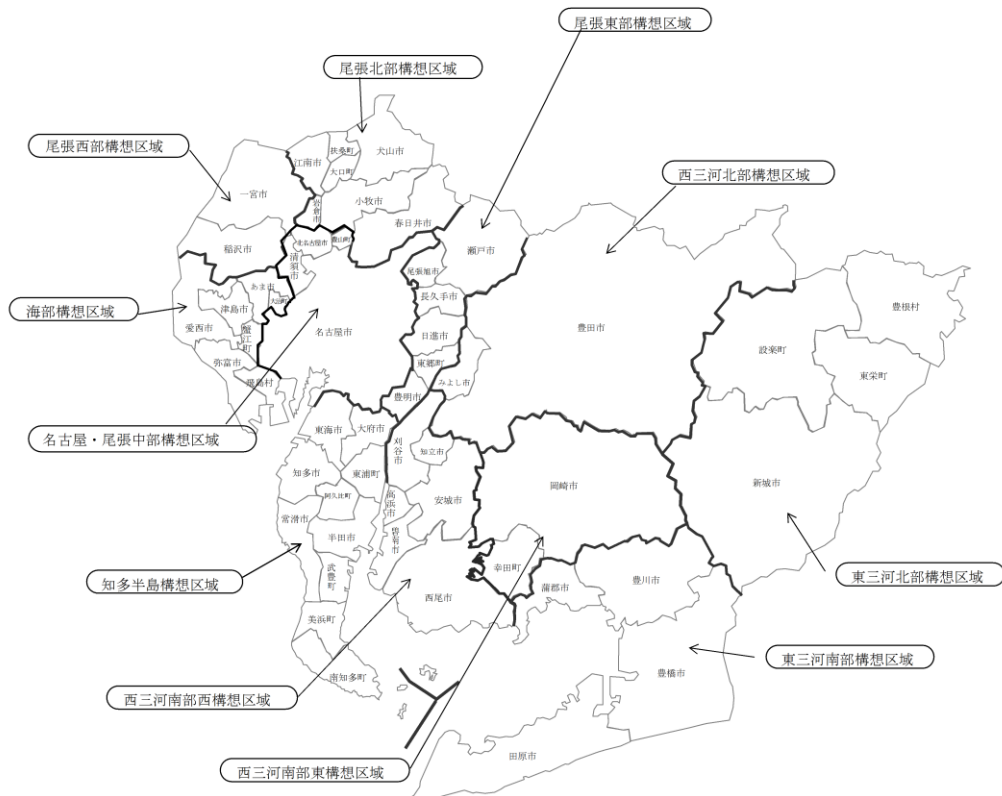 尾張東部構想区域
尾張北部構想区域
尾張西部構想区域
西三河北部構想区域
海部構想区域
名古屋・尾張中部構想区域
知多半島構想区域
東三河北部構想区域
東三河南部構想区域
西三河南部西構想区域
西三河南部東構想区域
江南市
扶桑町
犬山市
大口町
一宮市
岩倉市
小牧市
春日井市
稲沢市
北名古屋市
豊山町
清須市
瀬戸市
尾張旭市
あま市
大治町
長久手市
津島市
愛西市
蟹江町
名古屋市
日進市
豊田市
設楽町
豊根村
東栄町
弥富市
飛島村
東郷町
みよし市
豊明市
東海市
大府市
刈谷市
知立市
知多市
東浦町
阿久比町
高浜市
安城市
岡崎市
新城市
常滑市
半田市
碧南市
武豊町
西尾市
幸田町
蒲郡市
豊川市
美浜町
南知多町
豊橋市
田原市